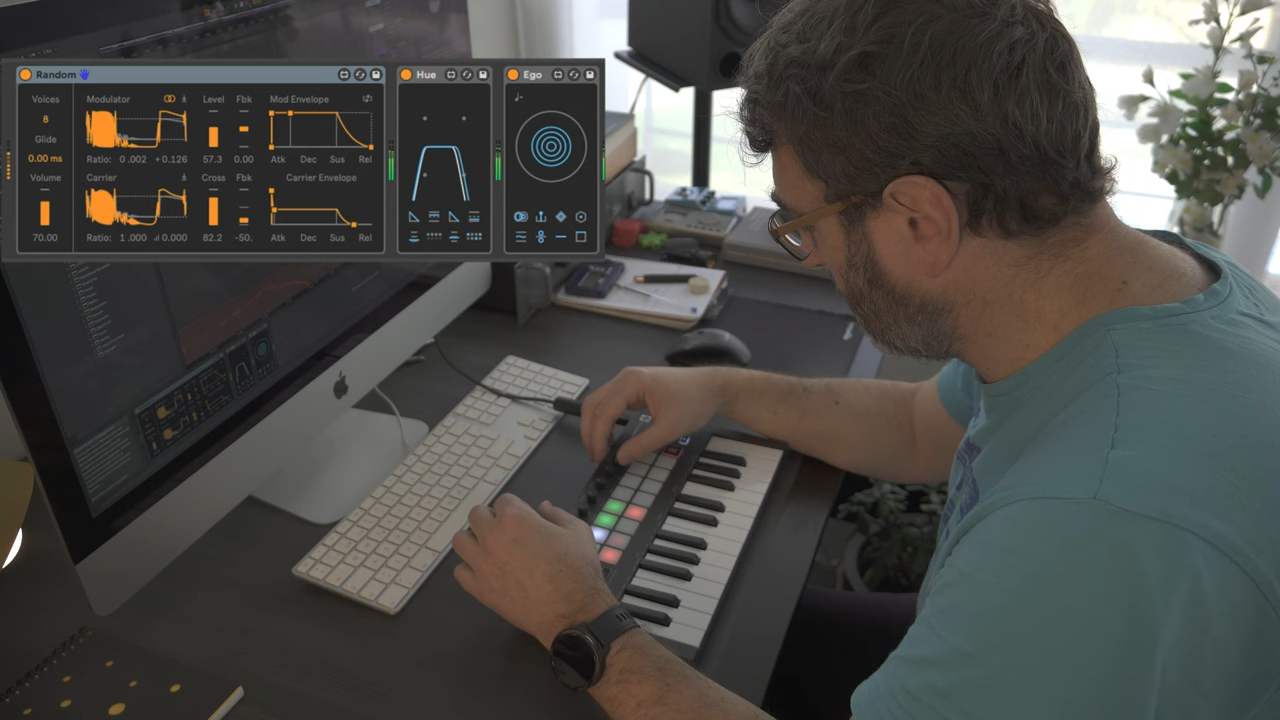 Random
Hue
Ego
Voices
Modulator
Level
Fbk
Mod Envelope
8
Glide
0.00 ms
Ratio: 0.002 +0.126
57.3
0.00
Atk Dec Sus Rel
Volume
Carrier
Cross
Fbk
Carrier Envelope
70.00
Ratio: 1.000 0.000
82.2
-50.
Atk Dec Sus Rel